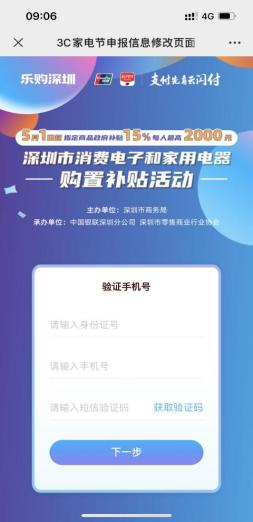 09:06
4G
3C家电节申报信息修改页面
乐购深圳
支付先享云闪付
5月1日起 指定商品政府补贴15%每人最高2000元
深圳市消费电子和家用电器
购置补贴活动
主办单位：深圳市商务局
承办单位：中国银联深圳分公司 深圳市零售商业行业协会
验证手机号
请输入身份证号
请输入手机号
请输入短信验证码 获取验证码
下一步